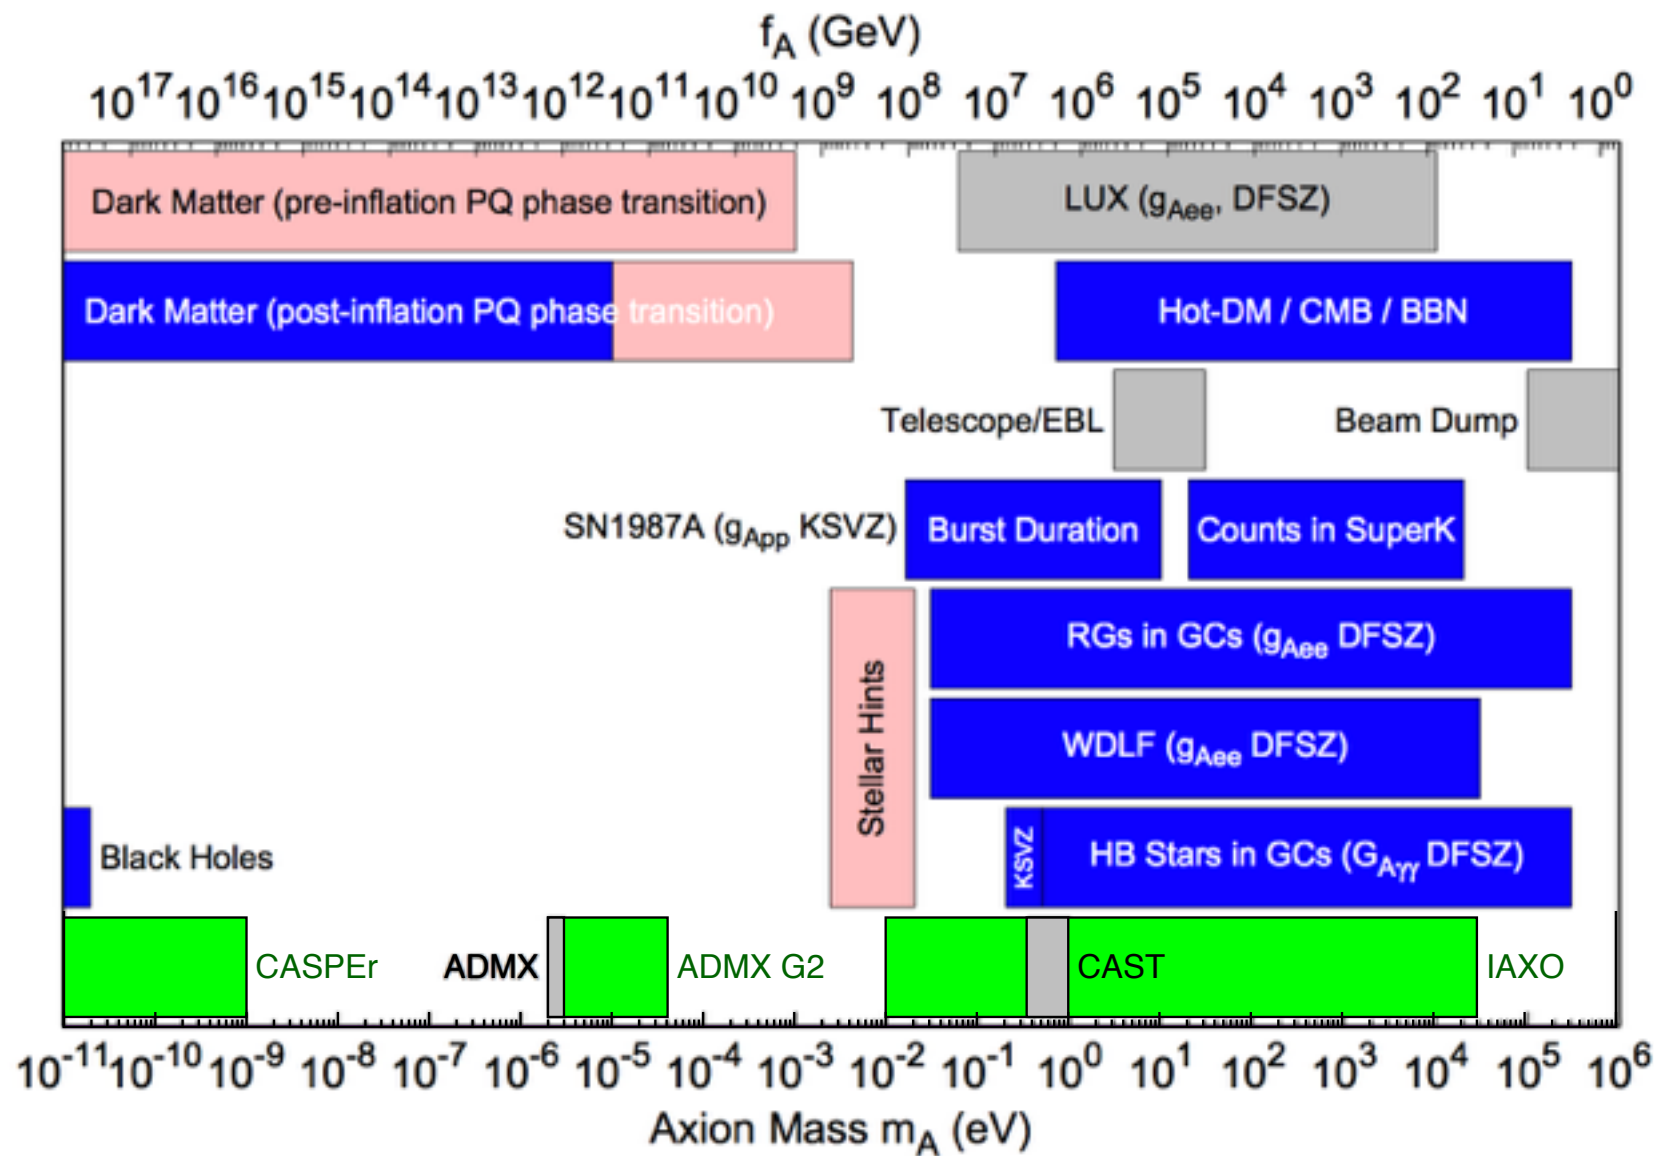 f_A (GeV)
10^17 10^16 10^15 10^14 10^13 10^12 10^11 10^10 10^9 10^8 10^7 10^6 10^5 10^4 10^3 10^2 10^1 10^0
Dark Matter (pre-inflation PQ phase transition)
LUX (g_Aee, DFSZ)
Dark Matter (post-inflation PQ phase transition)
Hot-DM / CMB / BBN
Telescope/EBL
Beam Dump
SN1987A (g_App KSVZ)
Burst Duration
Counts in SuperK
RGs in GCs (g_Aee DFSZ)
Stellar Hints
WDLF (g_Aee DFSZ)
Black Holes
KSVZ
HB Stars in GCs (G_Aγγ DFSZ)
CASPEr
ADMX
ADMX G2
CAST
IAXO
10^-11 10^-10 10^-9 10^-8 10^-7 10^-6 10^-5 10^-4 10^-3 10^-2 10^-1 10^0 10^1 10^2 10^3 10^4 10^5 10^6
Axion Mass m_A (eV)